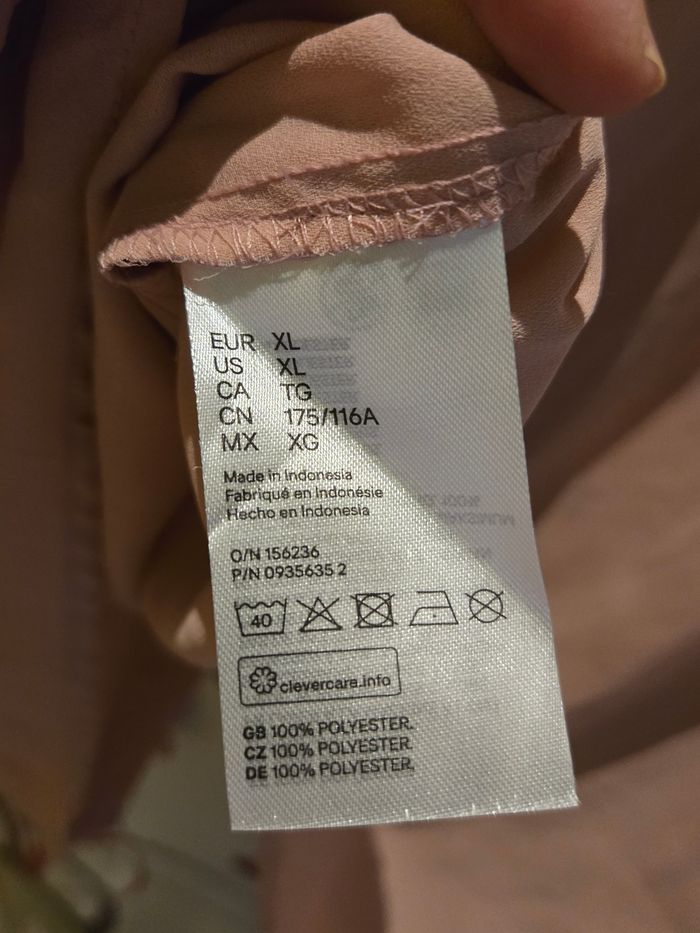 EUR XL
US XL
CA TG
CN 175/116A
MX XG
Made in Indonesia
Fabriqué en Indonésie
Hecho en Indonesia
O/N 156236
P/N 0935635 2
40
clevercare.info
GB 100% POLYESTER.
CZ 100% POLYESTER.
DE 100% POLYESTER.